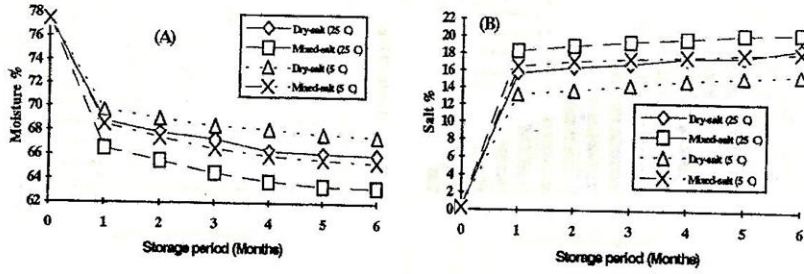 (A)
Moisture %
78
76
74
72
70
68
66
64
62
0 1 2 3 4 5 6
Storage period (Months)
Dry-salt (25 C)
Mixed-salt (25 C)
Dry-salt (5 C)
Mixed-salt (5 C)
(B)
Salt %
22
20
18
16
14
12
10
8
6
4
2
0
0 1 2 3 4 5 6
Storage period (Months)
Dry-salt (25 C)
Mixed-salt (25 C)
Dry-salt (5 C)
Mixed-salt (5 C)